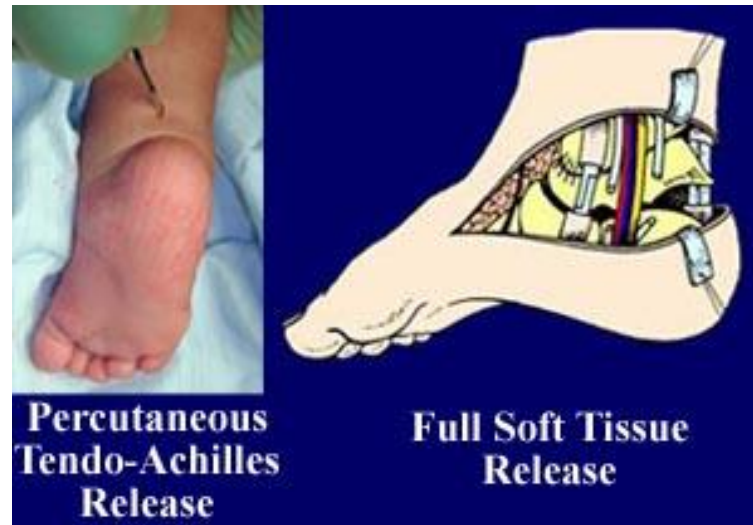 Percutaneous
Tendo-Achilles
Release
Full Soft Tissue
Release